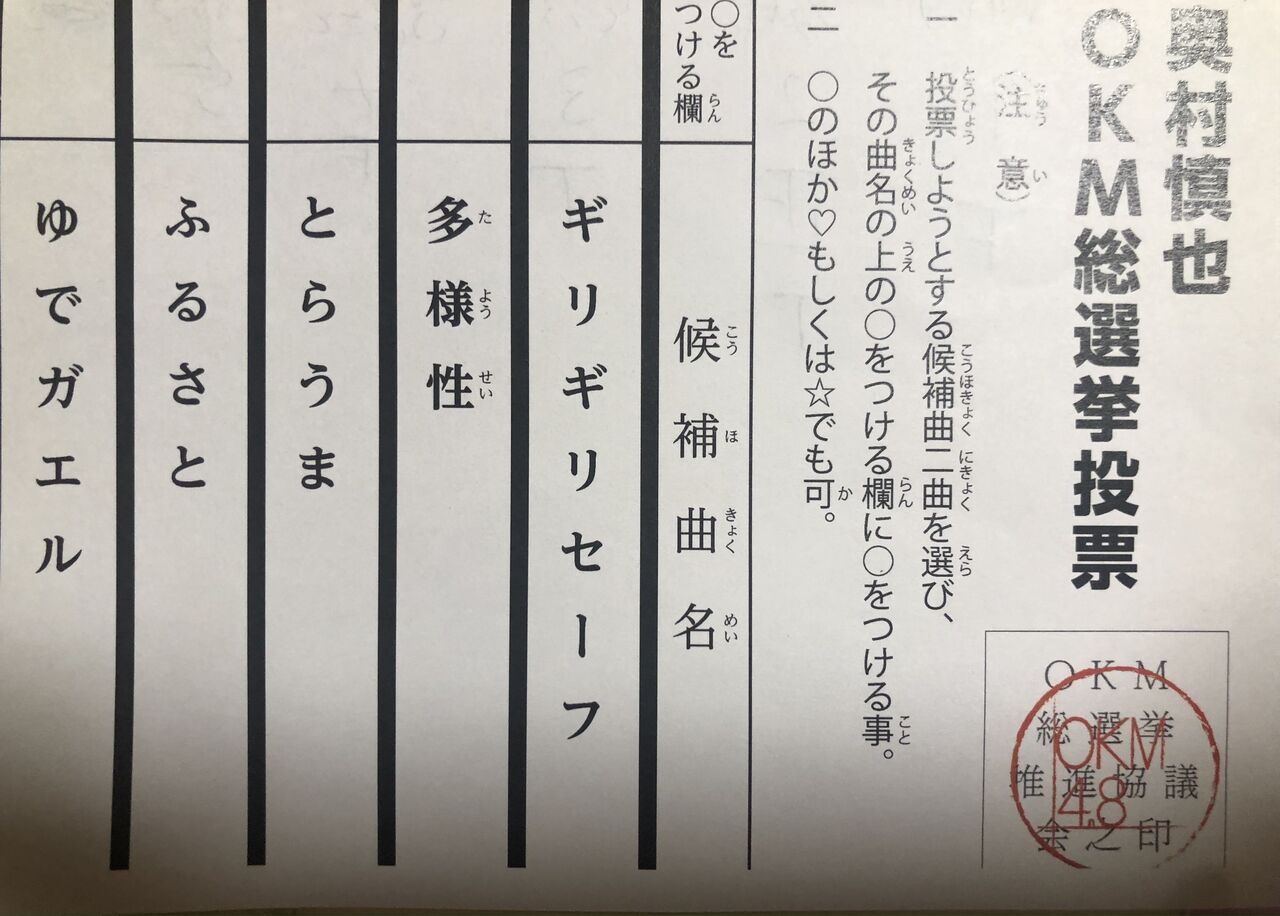 奥村慎也
OKM総選挙投票
（注意）
一 投票しようとする候補曲二曲を選び、
その曲名の上の○をつける欄に○をつける事。
二 ○のほか♡もしくは☆でも可。
OKM
総選挙
推進協議
会之印
OKM
48
○を
つける欄
候補曲名
ギリギリセーフ
多様性
とらうま
ふるさと
ゆでガエル